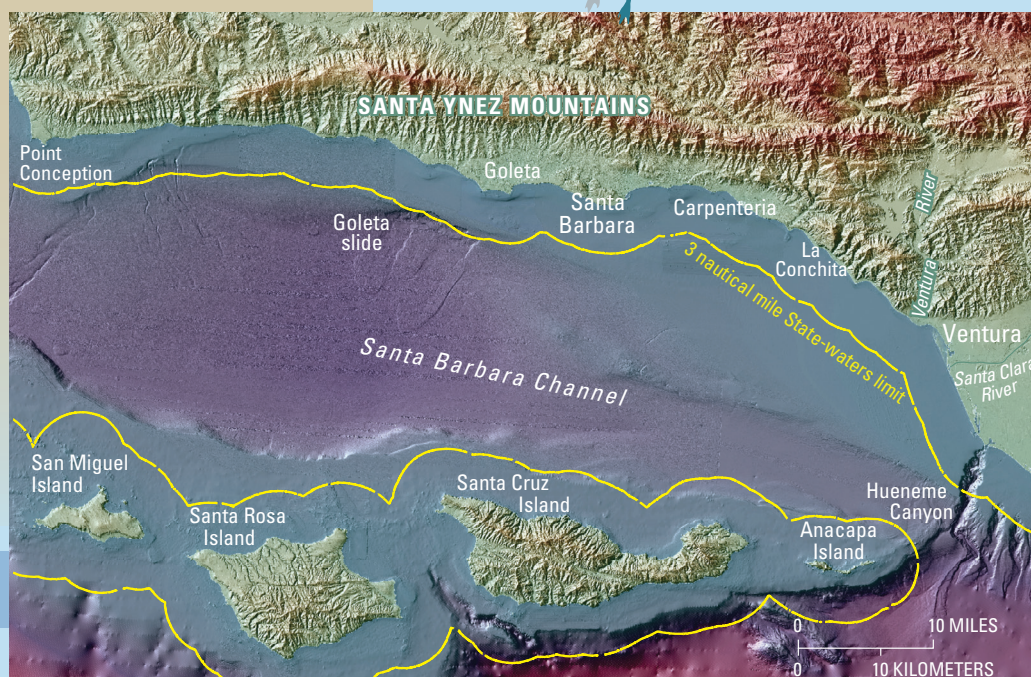 SANTA YNEZ MOUNTAINS
Point
Conception
Goleta
Santa
Barbara
Carpenteria
Goleta
slide
La
Conchita
Ventura River
3 nautical mile State-waters limit
Ventura
Santa Clara
River
Santa Barbara Channel
San Miguel
Island
Santa Rosa
Island
Santa Cruz
Island
Hueneme
Canyon
Anacapa
Island
0 10 MILES
0 10 KILOMETERS